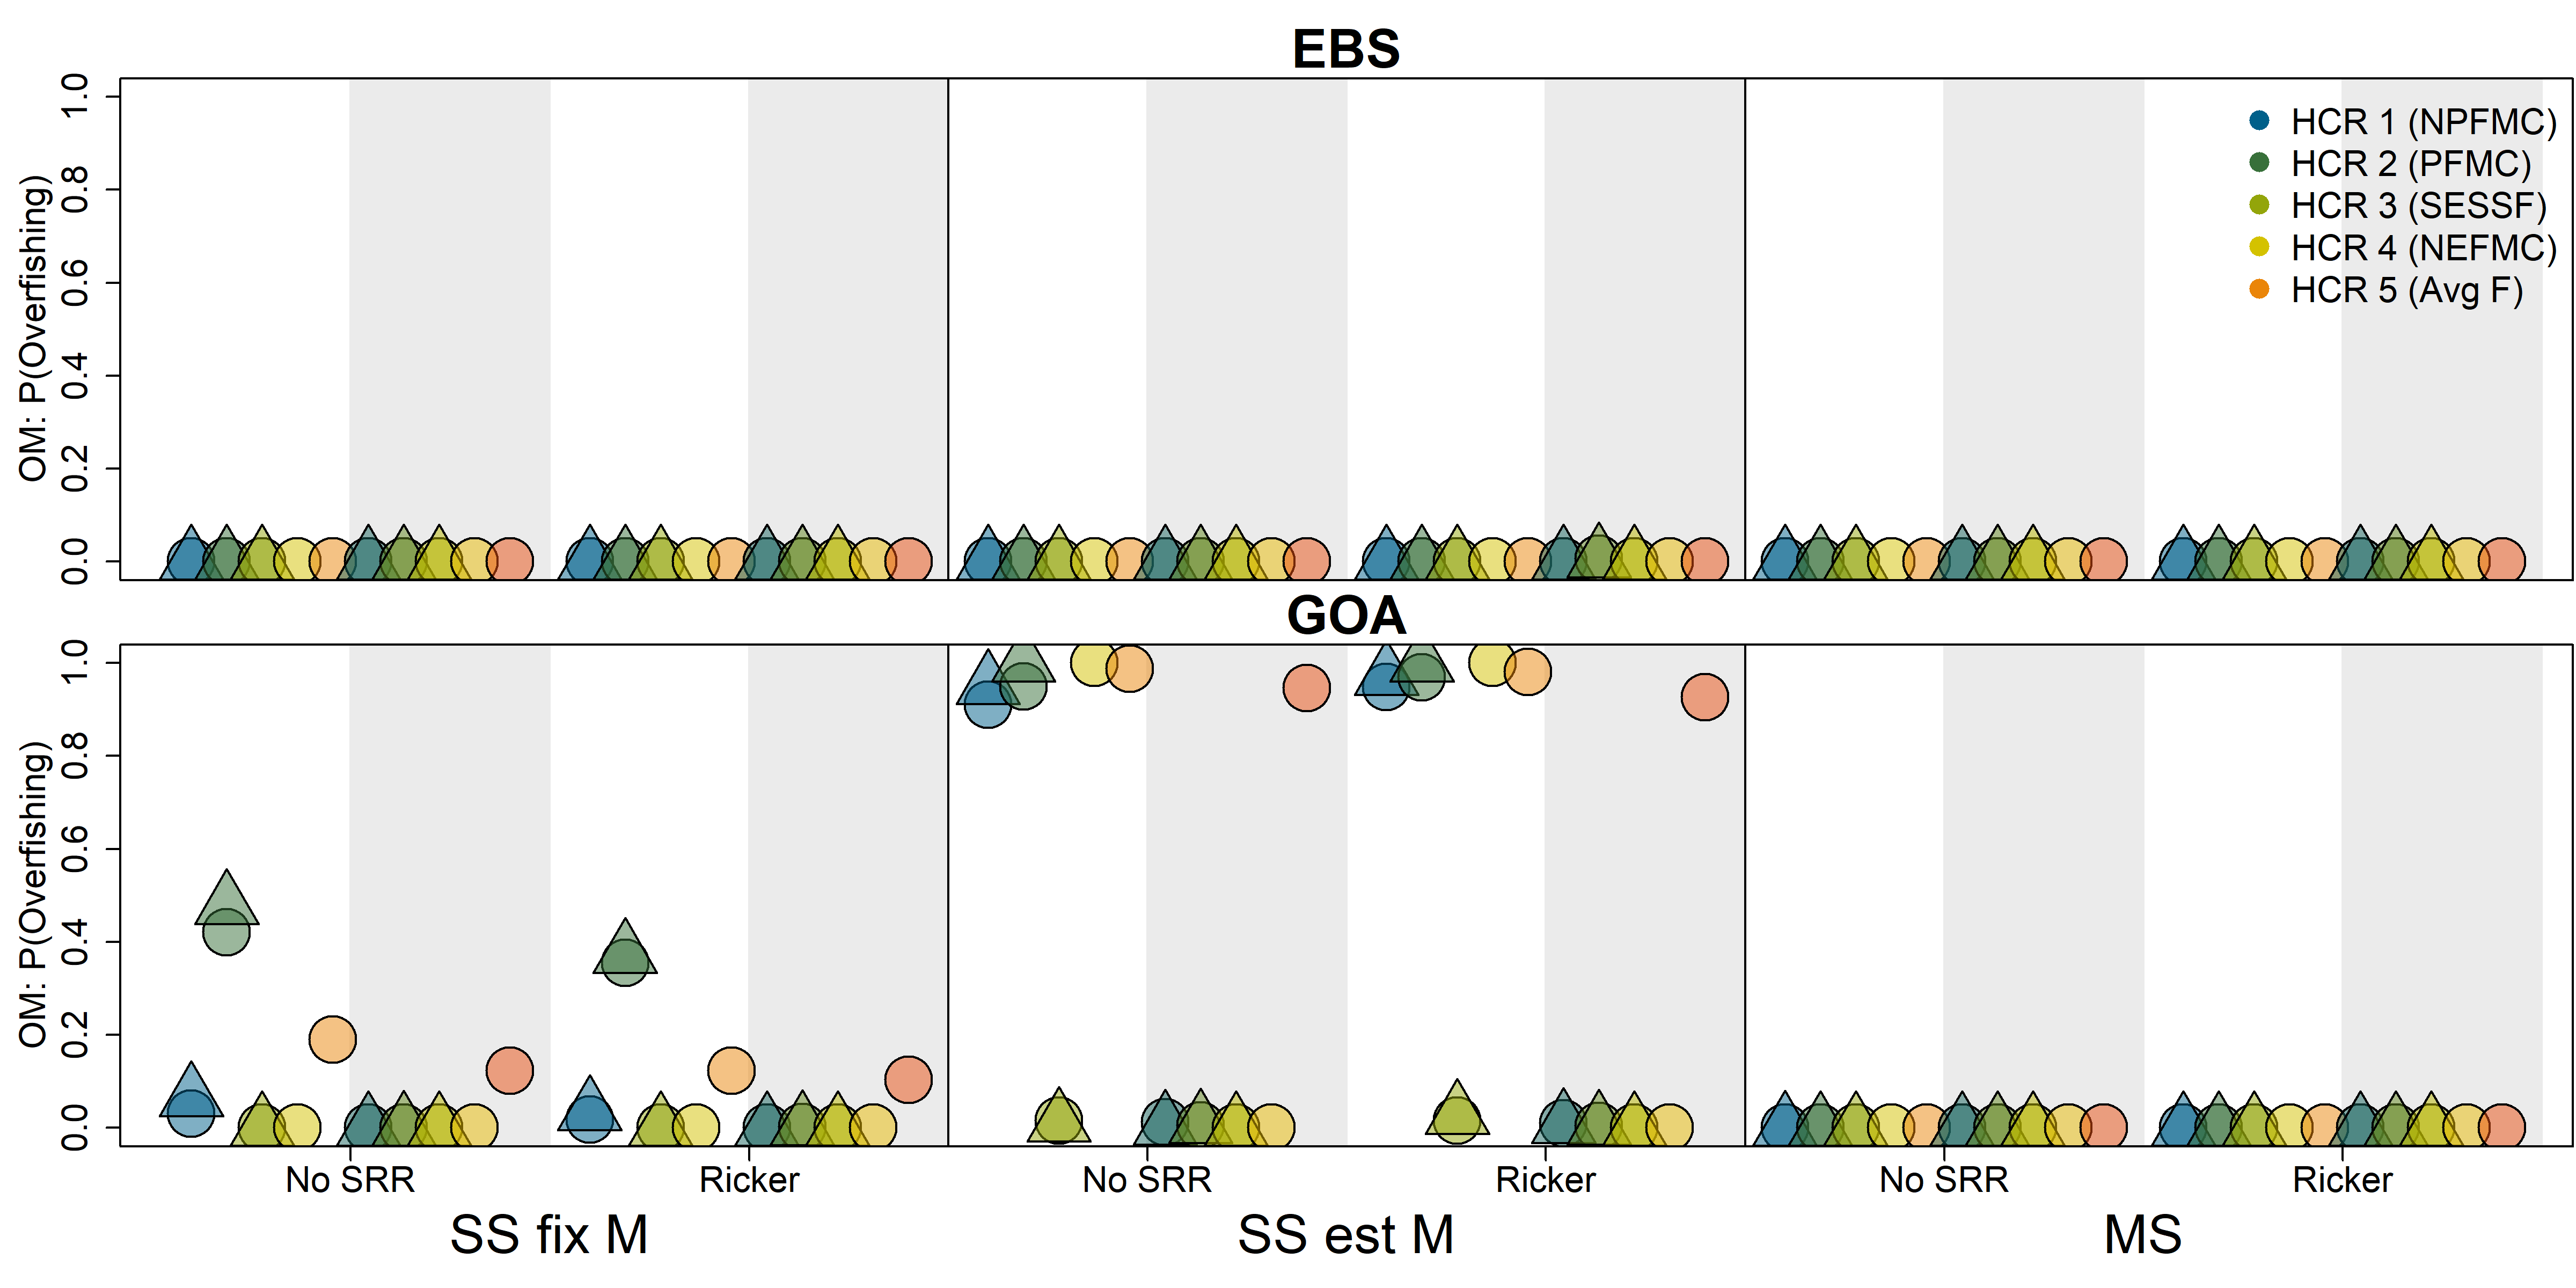 EBS
OM: P(Overfishing)
1.0
0.8
0.6
0.4
0.2
0.0
HCR 1 (NPFMC)
HCR 2 (PFMC)
HCR 3 (SESSF)
HCR 4 (NEFMC)
HCR 5 (Avg F)
GOA
OM: P(Overfishing)
1.0
0.8
0.6
0.4
0.2
0.0
No SRR Ricker No SRR Ricker No SRR Ricker
SS fix M SS est M MS